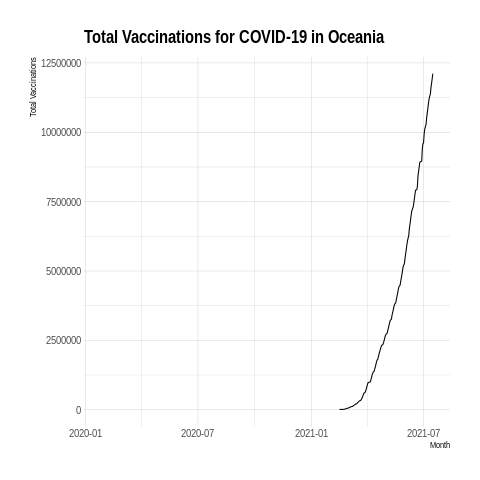 Total Vaccinations for COVID-19 in Oceania
Total Vaccinations
12500000
10000000
7500000
5000000
2500000
0
2020-01 2020-07 2021-01 2021-07
Month